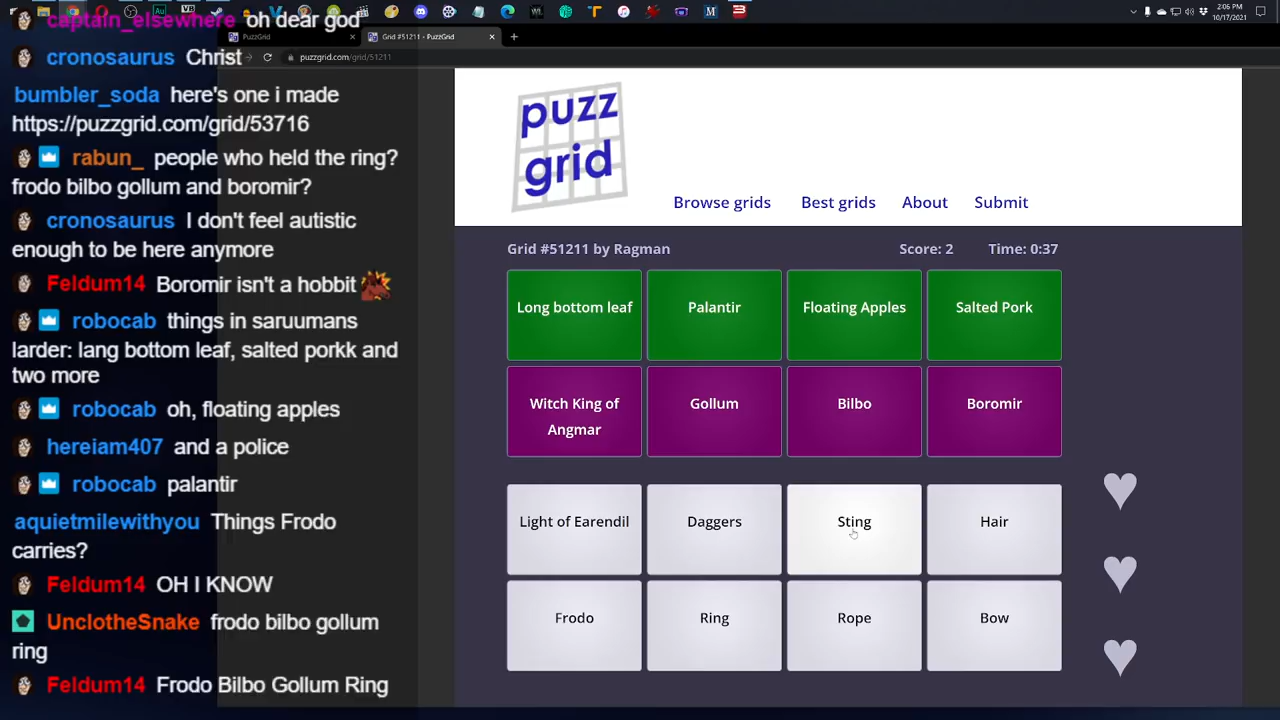 captain_elsewhere oh dear god
cronosaurus Christ
bumbler_soda here's one i made
https://puzzgrid.com/grid/53716
rabun_ people who held the ring?
frodo bilbo gollum and boromir?
cronosaurus I don't feel autistic
enough to be here anymore
Feldum14 Boromir isn't a hobbit
robocab things in saruumans
larder: lang bottom leaf, salted porkk and
two more
robocab oh, floating apples
hereiam407 and a police
robocab palantir
aquietmilewithyou Things Frodo
carries?
Feldum14 OH I KNOW
UnclotheSnake frodo bilbo gollum
ring
Feldum14 Frodo Bilbo Gollum Ring
PuzzGrid
Grid #51211 - PuzzGrid
2:06 PM
10/17/2021
puzzgrid.com/grid/51211
puzz
grid
Browse grids Best grids About Submit
Grid #51211 by Ragman Score: 2 Time: 0:37
Long bottom leaf Palantir Floating Apples Salted Pork
Witch King of
Angmar
Gollum Bilbo Boromir
Light of Earendil Daggers Sting Hair
Frodo Ring Rope Bow